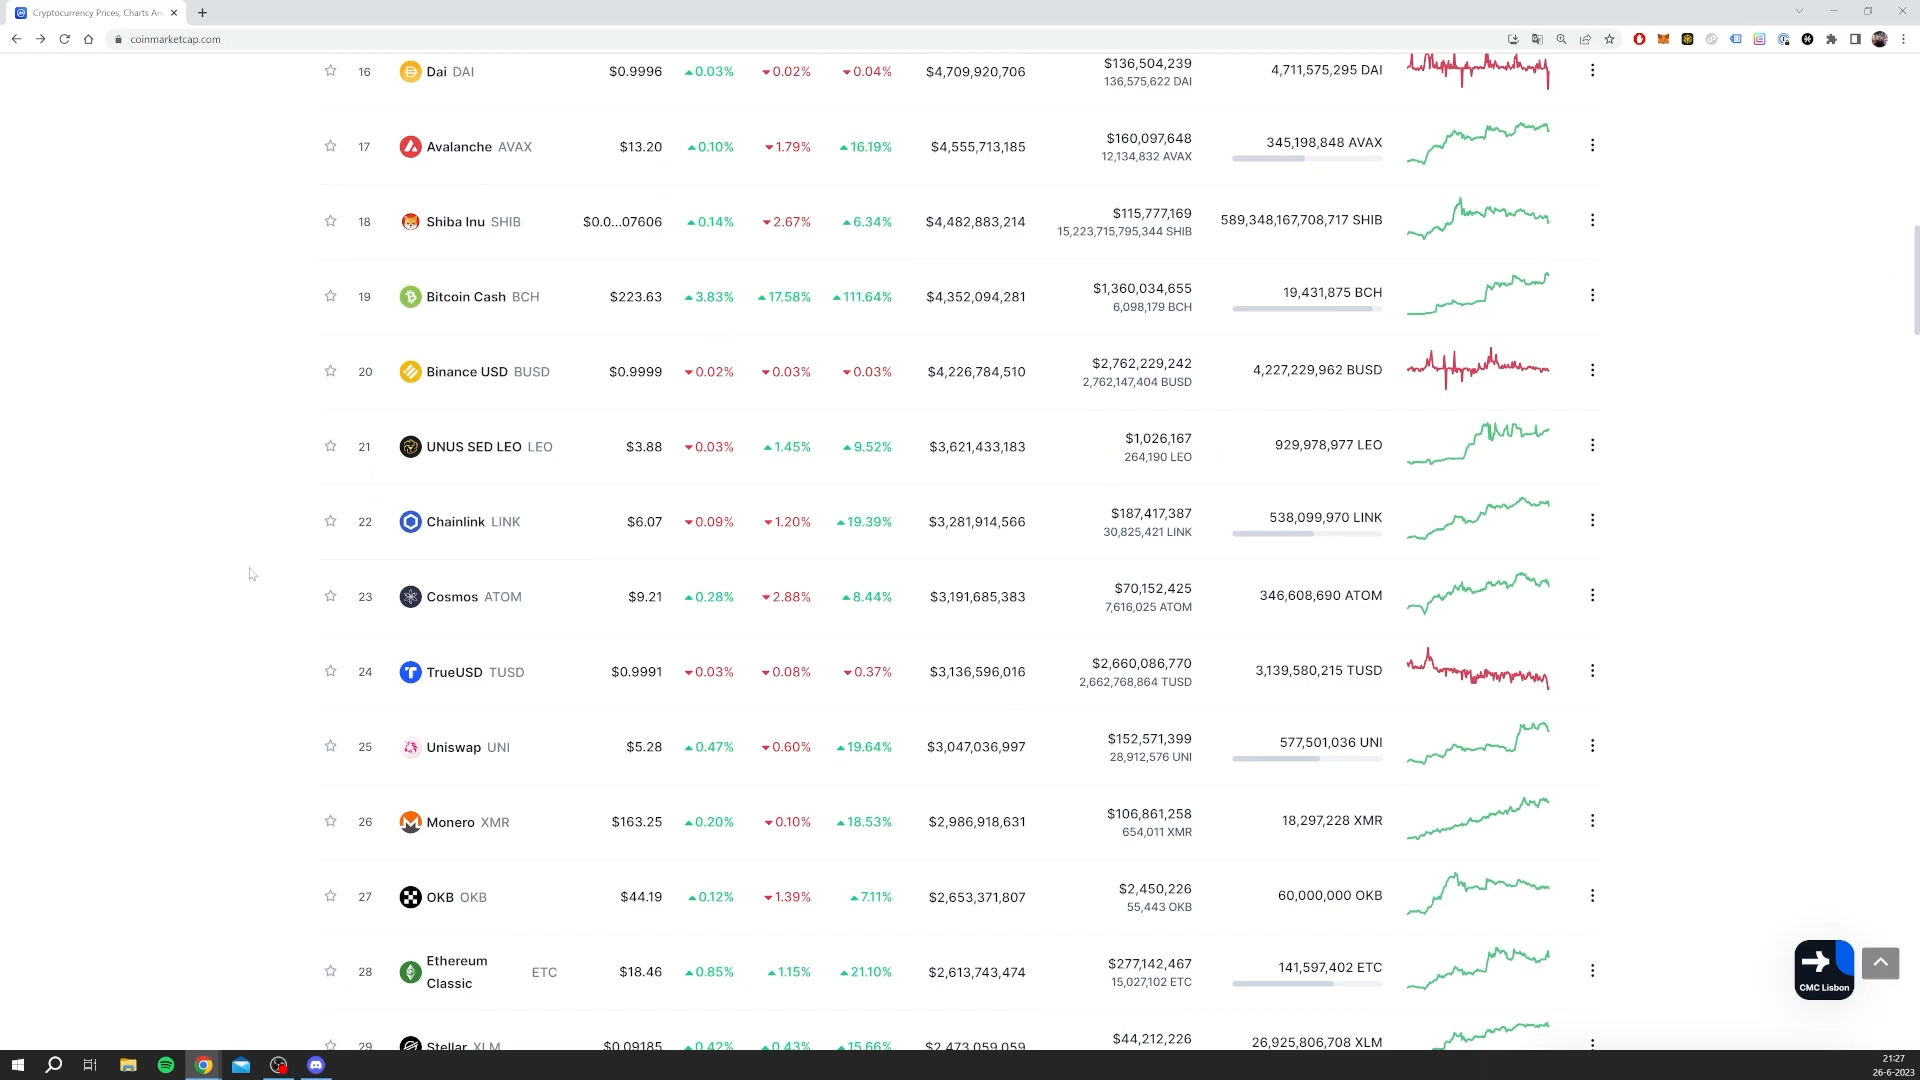 Cryptocurrency Prices, Charts An
coinmarketcap.com
16 Dai DAI $0.9996 0.03% 0.02% 0.04% $4,709,920,706 $136,504,239 4,711,575,295 DAI
136,575,622 DAI
17 Avalanche AVAX $13.20 0.10% 1.79% 16.19% $4,555,713,185 $160,097,648 345,198,848 AVAX
12,134,832 AVAX
18 Shiba Inu SHIB $0.0...07606 0.14% 2.67% 6.34% $4,482,883,214 $115,777,169 589,348,167,708,717 SHIB
15,223,715,795,344 SHIB
19 Bitcoin Cash BCH $223.63 3.83% 17.58% 111.64% $4,352,094,281 $1,360,034,655 19,431,875 BCH
6,098,179 BCH
20 Binance USD BUSD $0.9999 0.02% 0.03% 0.03% $4,226,784,510 $2,762,229,242 4,227,229,962 BUSD
2,762,147,404 BUSD
21 UNUS SED LEO LEO $3.88 0.03% 1.45% 9.52% $3,621,433,183 $1,026,167 929,978,977 LEO
264,190 LEO
22 Chainlink LINK $6.07 0.09% 1.20% 19.39% $3,281,914,566 $187,417,387 538,099,970 LINK
30,825,421 LINK
23 Cosmos ATOM $9.21 0.28% 2.88% 8.44% $3,191,685,383 $70,152,425 346,608,690 ATOM
7,616,025 ATOM
24 TrueUSD TUSD $0.9991 0.03% 0.08% 0.37% $3,136,596,016 $2,660,086,770 3,139,580,215 TUSD
2,662,768,864 TUSD
25 Uniswap UNI $5.28 0.47% 0.60% 19.64% $3,047,036,997 $152,571,399 577,501,036 UNI
28,912,576 UNI
26 Monero XMR $163.25 0.20% 0.10% 18.53% $2,986,918,631 $106,861,258 18,297,228 XMR
654,011 XMR
27 OKB OKB $44.19 0.12% 1.39% 7.11% $2,653,371,807 $2,450,226 60,000,000 OKB
55,443 OKB
28 Ethereum Classic ETC $18.46 0.85% 1.15% 21.10% $2,613,743,474 $277,142,467 141,597,402 ETC
15,027,102 ETC
29 Stellar XLM $0.09185 0.42% 0.43% 15.66% $2,473,059,059 $44,212,226 26,925,806,708 XLM
CMC Lisbon
21:27
26-6-2023